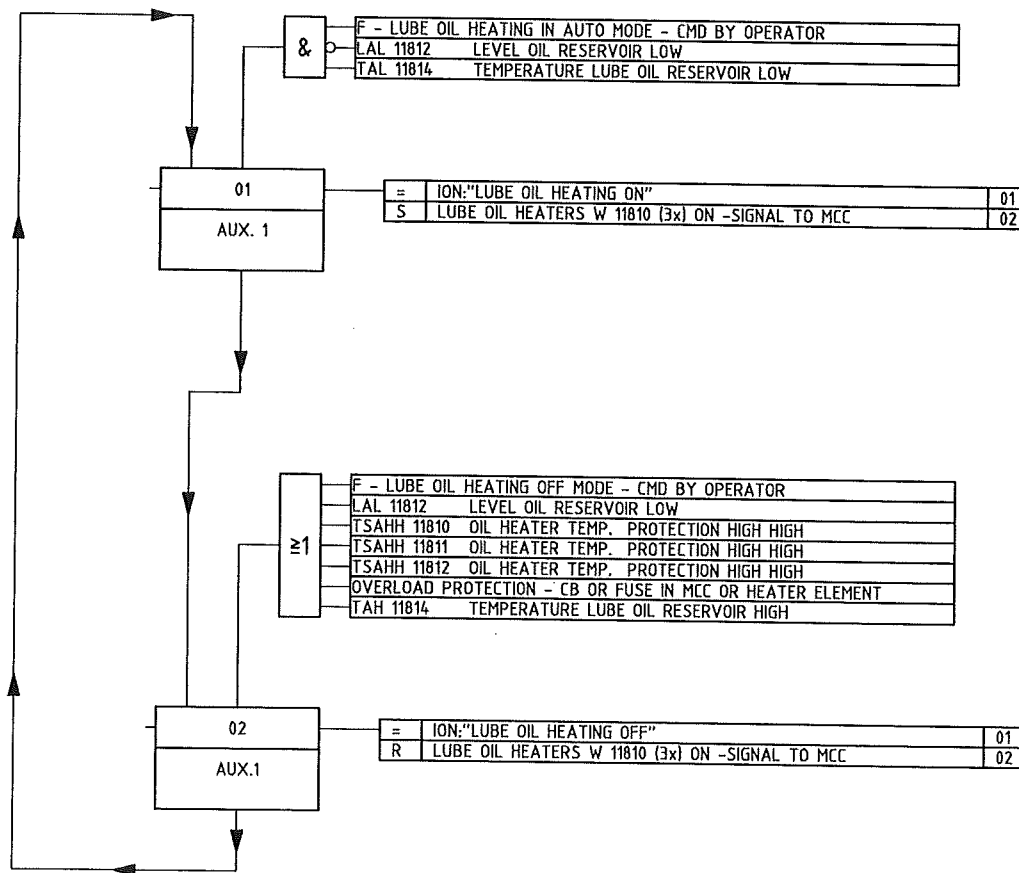 &
F - LUBE OIL HEATING IN AUTO MODE - CMD BY OPERATOR
LAL 11812 LEVEL OIL RESERVOIR LOW
TAL 11814 TEMPERATURE LUBE OIL RESERVOIR LOW
01
AUX. 1
= ION:"LUBE OIL HEATING ON" 01
S LUBE OIL HEATERS W 11810 (3x) ON -SIGNAL TO MCC 02
≥1
F - LUBE OIL HEATING OFF MODE - CMD BY OPERATOR
LAL 11812 LEVEL OIL RESERVOIR LOW
TSAHH 11810 OIL HEATER TEMP. PROTECTION HIGH HIGH
TSAHH 11811 OIL HEATER TEMP. PROTECTION HIGH HIGH
TSAHH 11812 OIL HEATER TEMP. PROTECTION HIGH HIGH
OVERLOAD PROTECTION - CB OR FUSE IN MCC OR HEATER ELEMENT
TAH 11814 TEMPERATURE LUBE OIL RESERVOIR HIGH
02
AUX.1
= ION:"LUBE OIL HEATING OFF" 01
R LUBE OIL HEATERS W 11810 (3x) ON -SIGNAL TO MCC 02